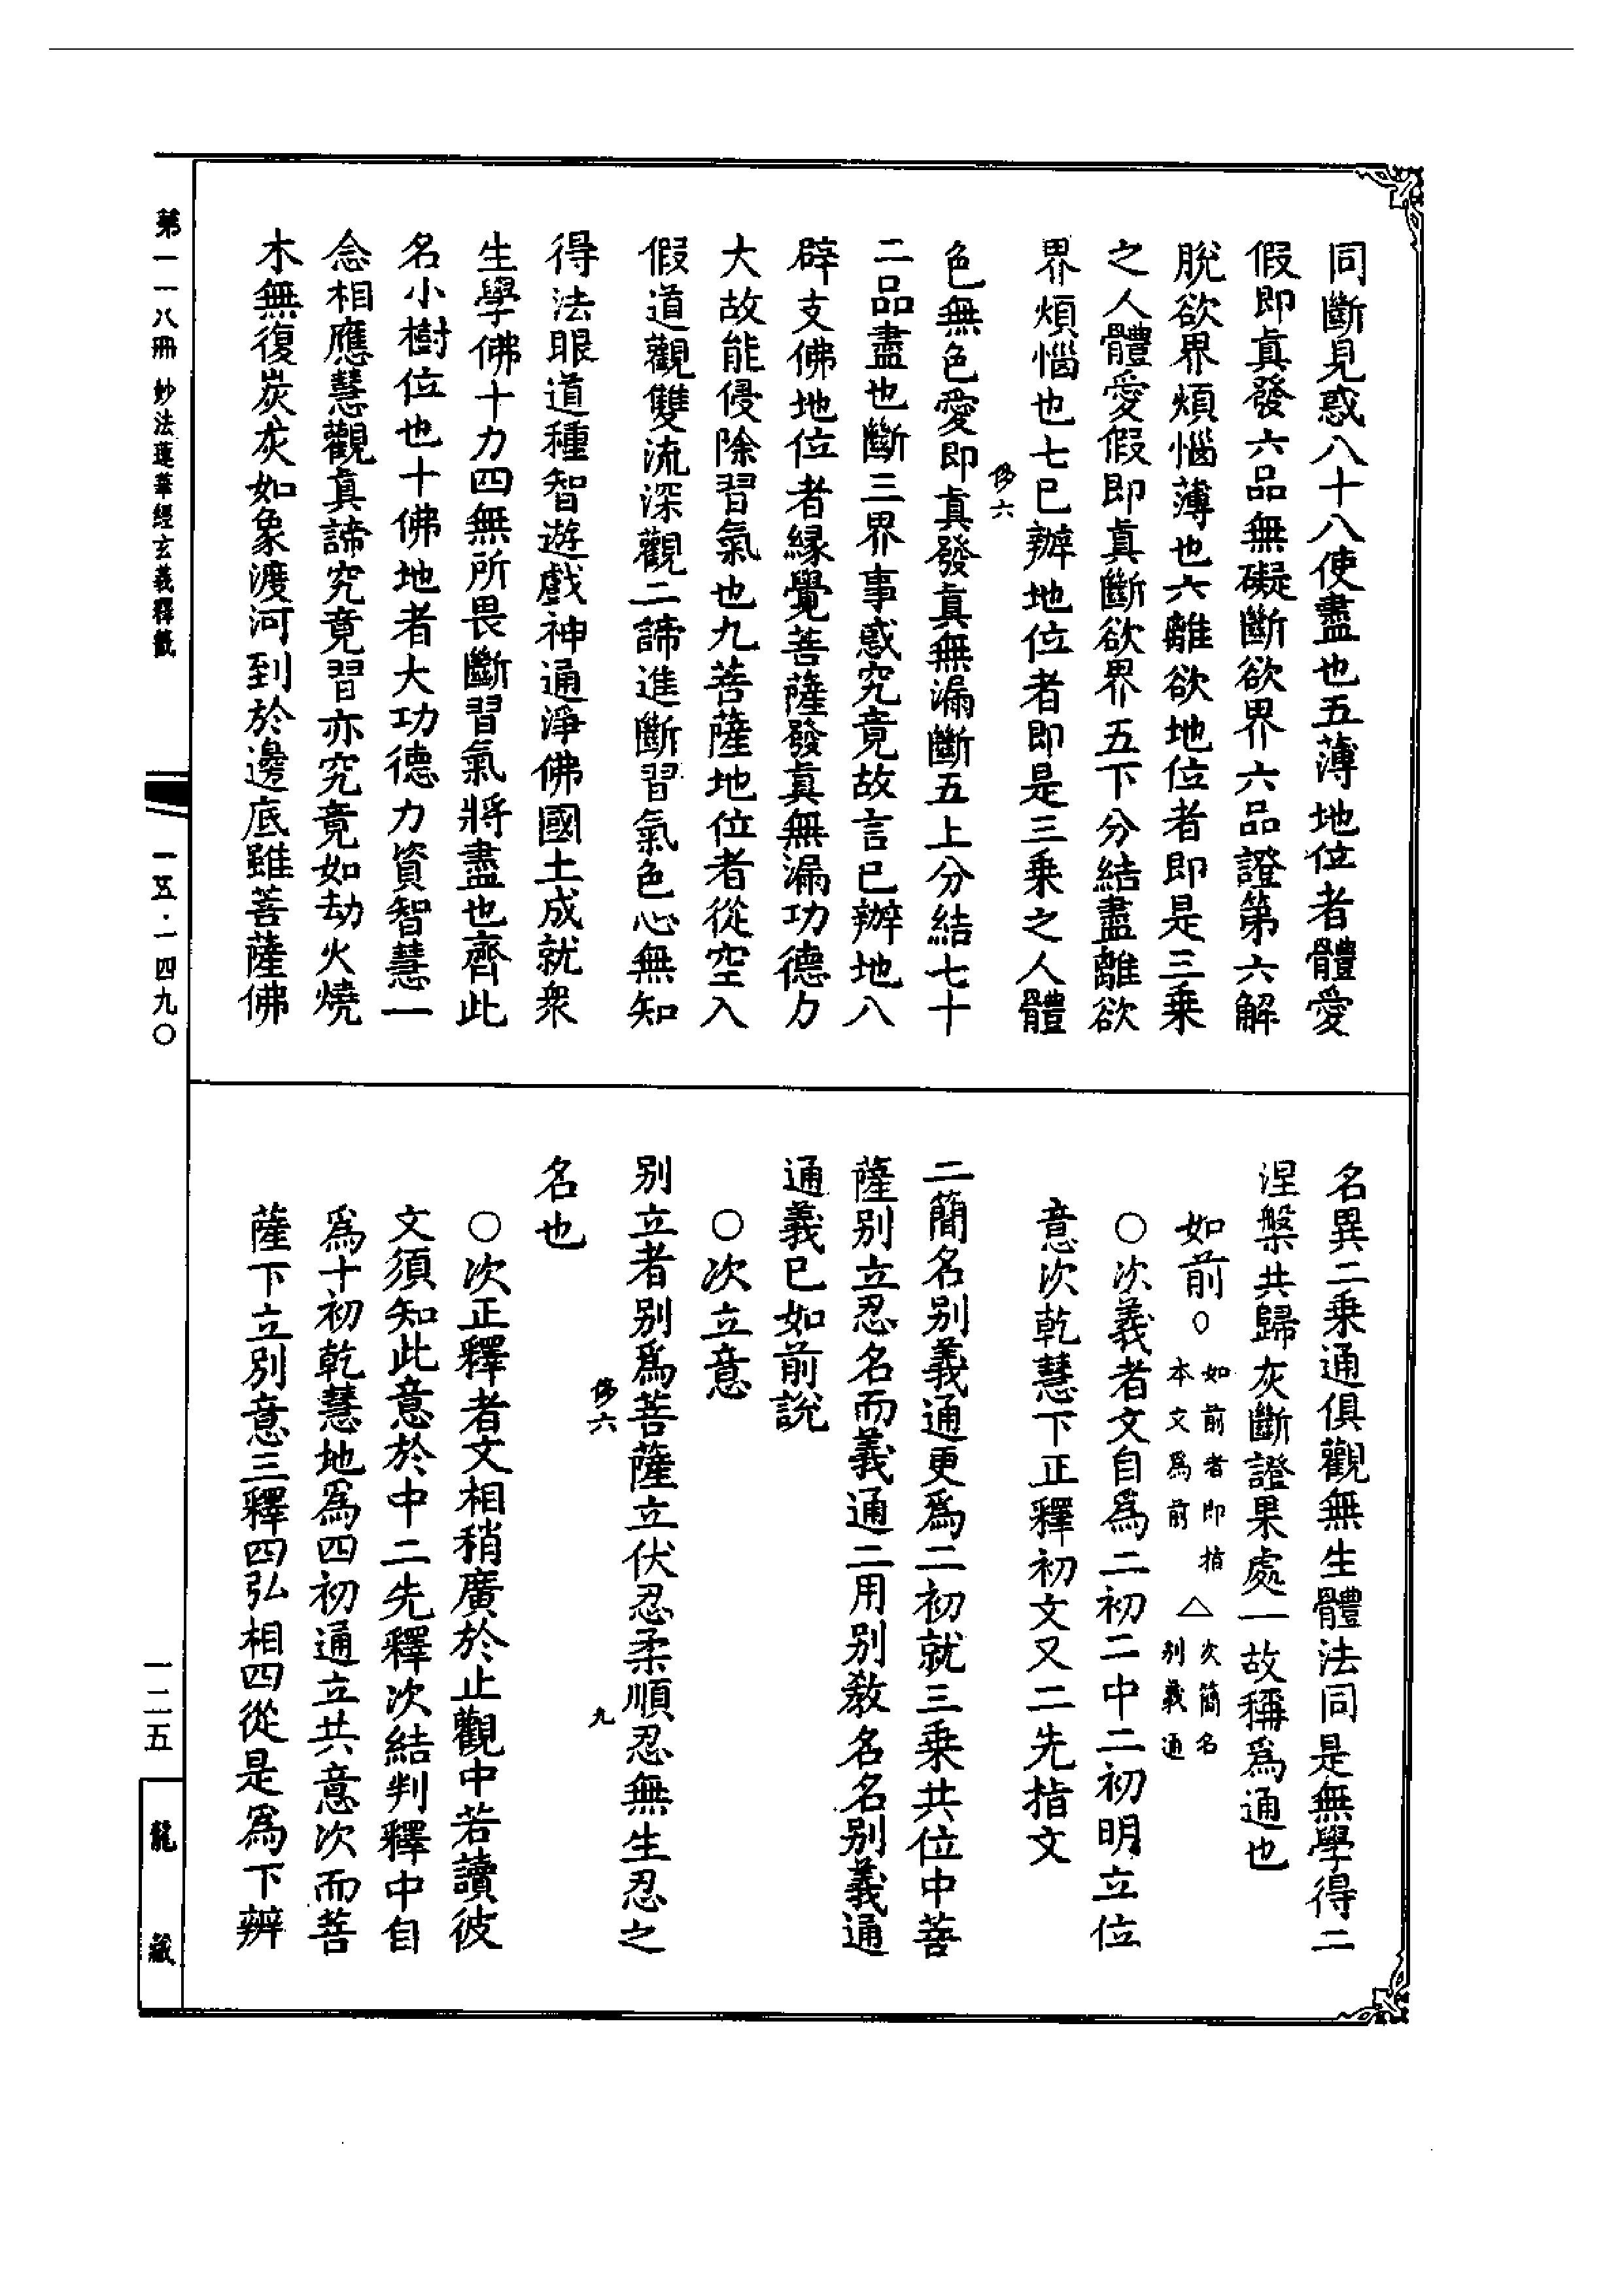 同斷見惑八十八使盡也五薄地位者體愛
假即真發六品無礙斷欲界六品證第六解
脫欲界煩惱薄也六離欲地位者即是三乘
之人體愛假即真斷欲界五下分結盡離欲
界煩惱也七已辦地位者即是三乘之人體
色無色愛即真發真無漏斷五上分結七十
二品盡也斷三界事惑究竟故言已辦地八
辟支佛地位者緣覺菩薩發真無漏功德力
大故能侵除習氣也九菩薩地位者從空入
假道觀雙流深觀二諦進斷習氣色心無知
得法眼道種智遊戲神通淨佛國土成就衆
生學佛十力四無所畏斷習氣將盡也齊此
名小樹位也十佛地者大功德力資智慧一
念相應慧觀真諦究竟習亦究竟如劫火燒
木無復炭灰如象渡河到於邊底雖菩薩佛
名異二乘通俱觀無生體法同是無學得二
涅槃共歸灰斷證果處一故稱爲通也
如前○如前者即指本文爲前△次簡名別義通
○次義者文自爲二初二中二初明立位
意次乾慧下正釋初文又二先指文
二簡名别義通更爲二初就三乘共位中菩
薩别立忍名而義通二用别教名名别義通
通義已如前説
○次立意
别立者别爲菩薩立伏忍柔順忍無生忍之
名也
○次正釋者文相稍廣於止觀中若讀彼
文須知此意於中二先釋次結判釋中自
爲十初乾慧地爲四初通立共意次而菩
薩下立别意三釋四弘相四從是爲下辨
第一一八冊 妙法蓮華經玄義釋籤
一五·一四九〇
一二五
龍藏